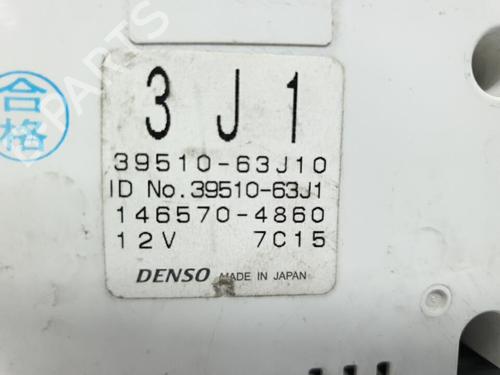 合格
3 J 1
39510-63J10
ID No.39510-63J1
146570-4860
12V 7C15
DENSO MADE IN JAPAN